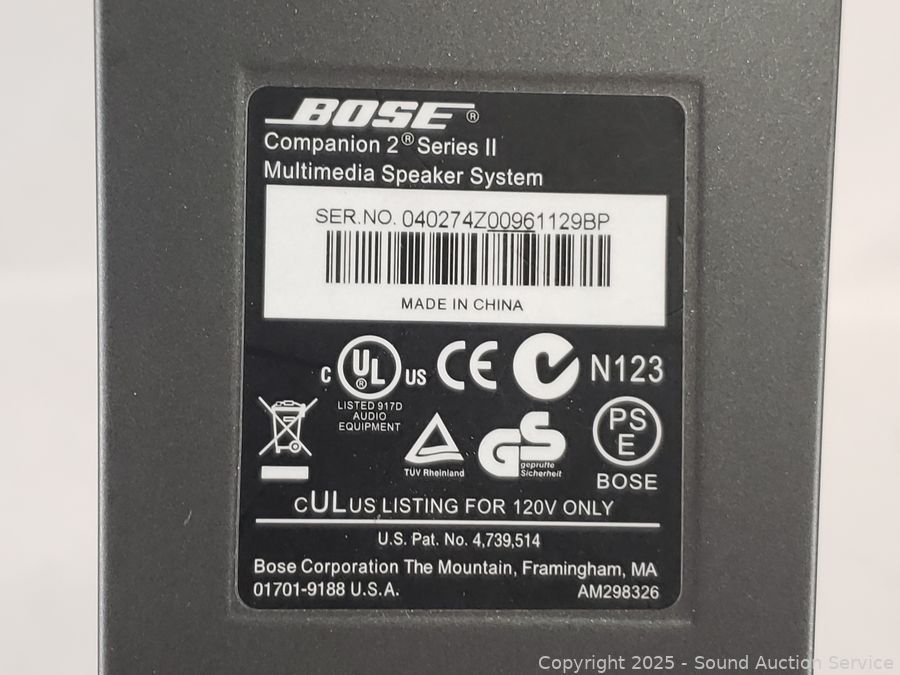 BOSE®
Companion 2® Series II
Multimedia Speaker System
SER.NO. 040274Z00961129BP
MADE IN CHINA
C UL® US
CE
N123
LISTED 917D
AUDIO
EQUIPMENT
TÜV Rheinland
GS
geprüfte
Sicherheit
PS
E
BOSE
CULUS LISTING FOR 120V ONLY
U.S. Pat. No. 4,739,514
Bose Corporation The Mountain, Framingham, MA
01701-9188 U.S.A.
AM298326
Copyright 2025 - Sound Auction Service